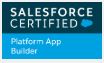 SALESFORCE
CERTIFIED
Platform App
Builder